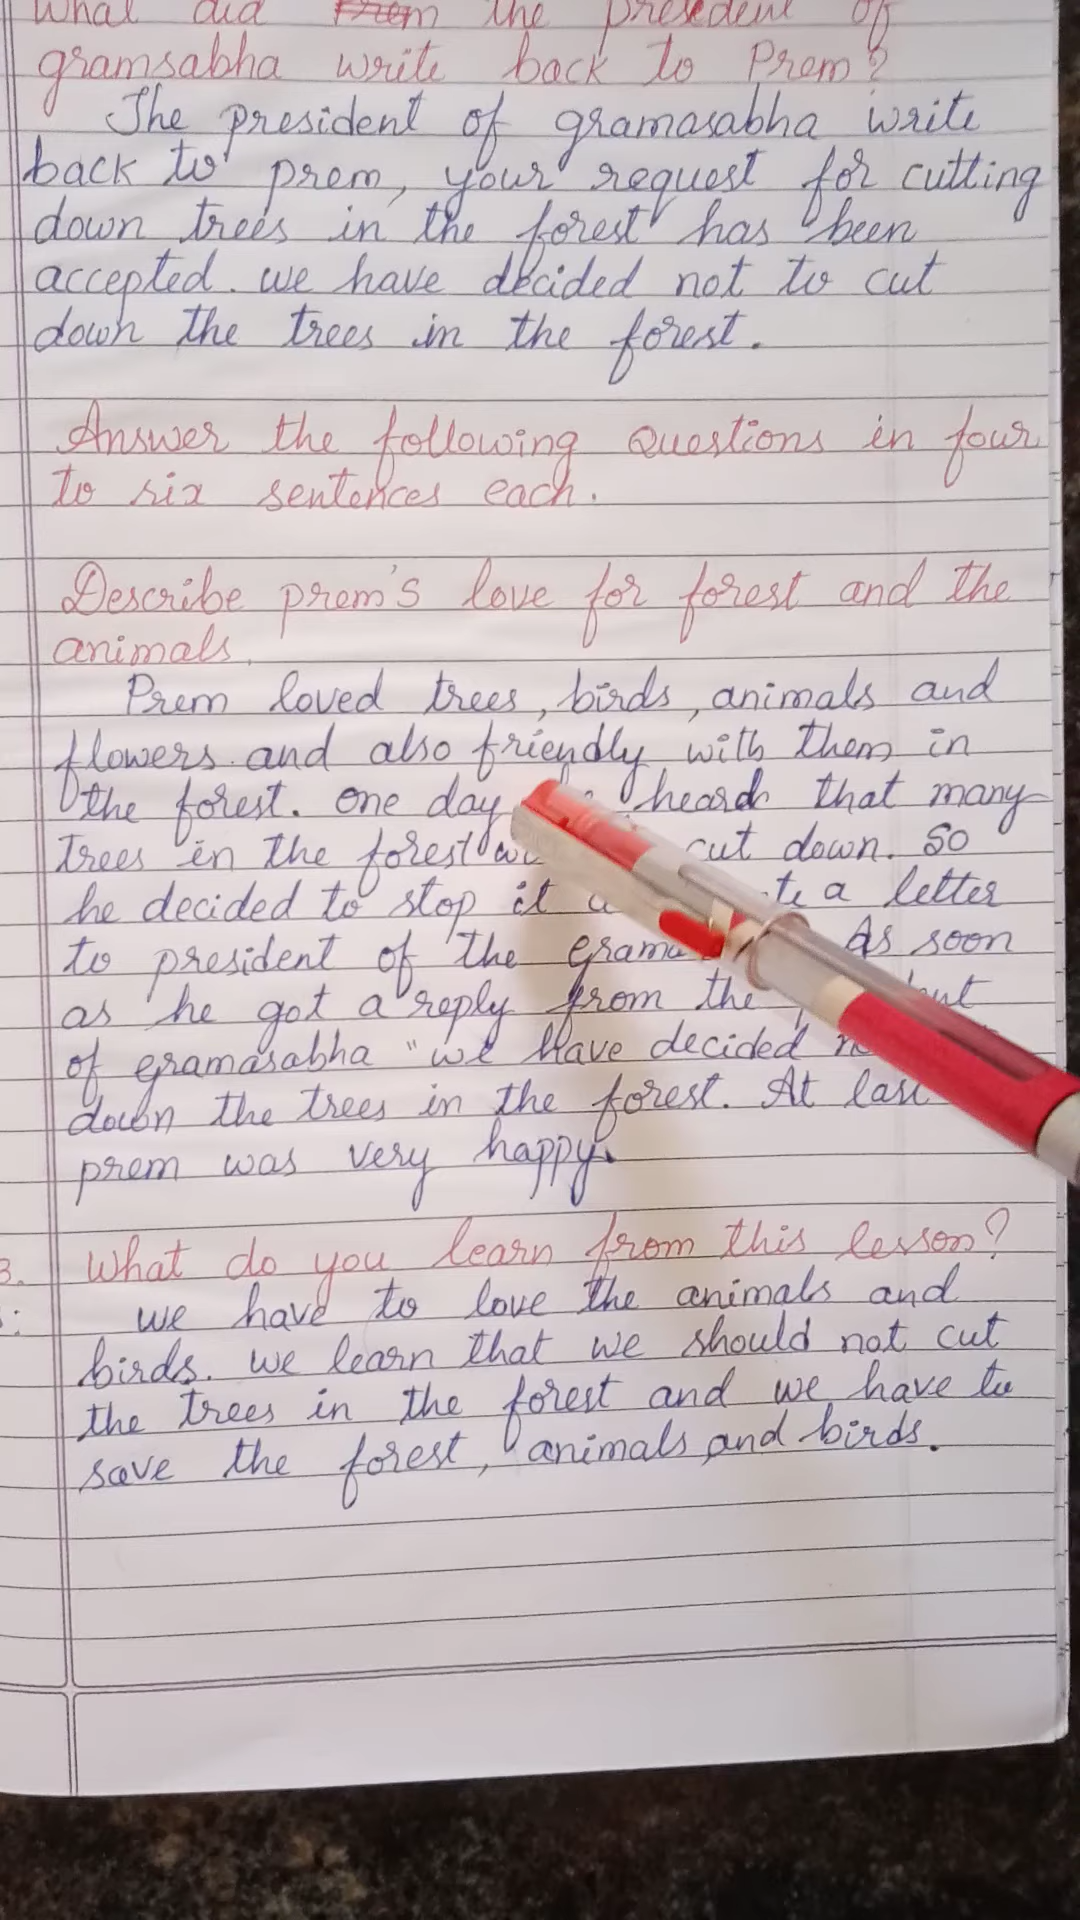 What did the president of
gramsabha write back to Prem?
The president of gramasabha write
back to prem, your request for cutting
down trees in the forest has been
accepted. we have decided not to cut
down the trees in the forest.
Answer the following Questions in four
to six sentences each.
Describe prem's love for forest and the
animals.
Prem loved trees, birds, animals and
flowers and also friendly with them in
the forest. One day heard that many
trees in the forest cut down. So
he decided to stop it a letter
to president of the As soon
as he got a reply from the
of gramasabha "we have decided
down the trees in the forest. At
prem was very happy.
3. What do you learn from this lesson?
we have to love the animals and
birds. we learn that we should not cut
the trees in the forest and we have to
save the forest, animals and birds.